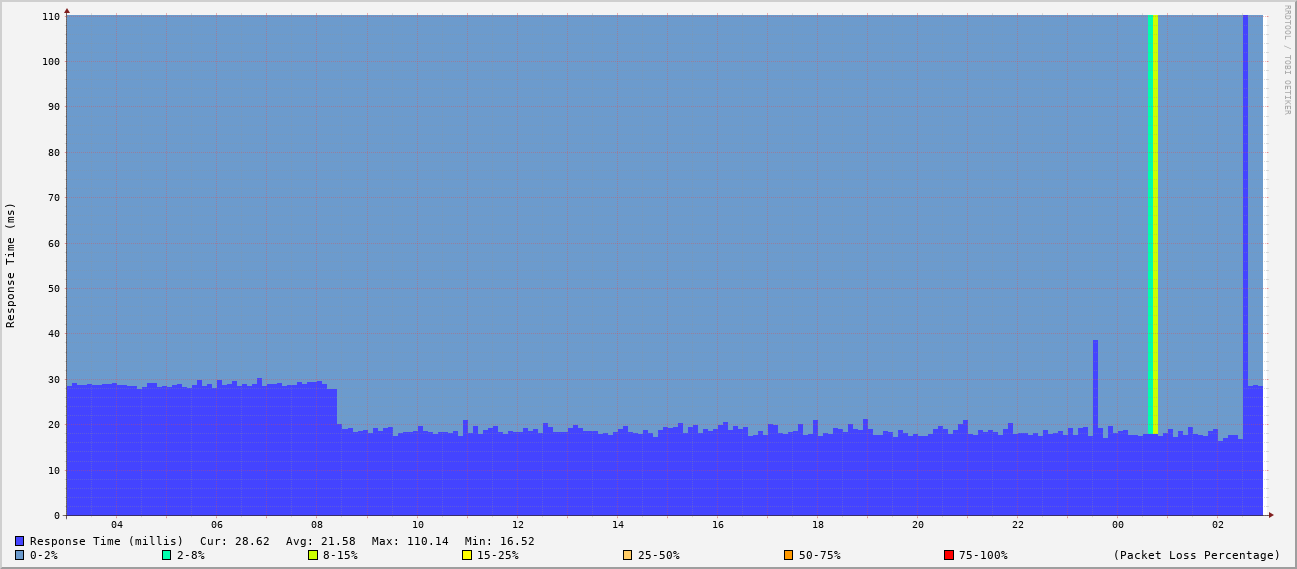 RRDTOOL / TOBI OETIKER
Response Time (ms)
110
100
90
80
70
60
50
40
30
20
10
0
04 06 08 10 12 14 16 18 20 22 00 02
Response Time (millis) Cur: 28.62 Avg: 21.58 Max: 110.14 Min: 16.52
0-2% 2-8% 8-15% 15-25% 25-50% 50-75% 75-100% (Packet Loss Percentage)